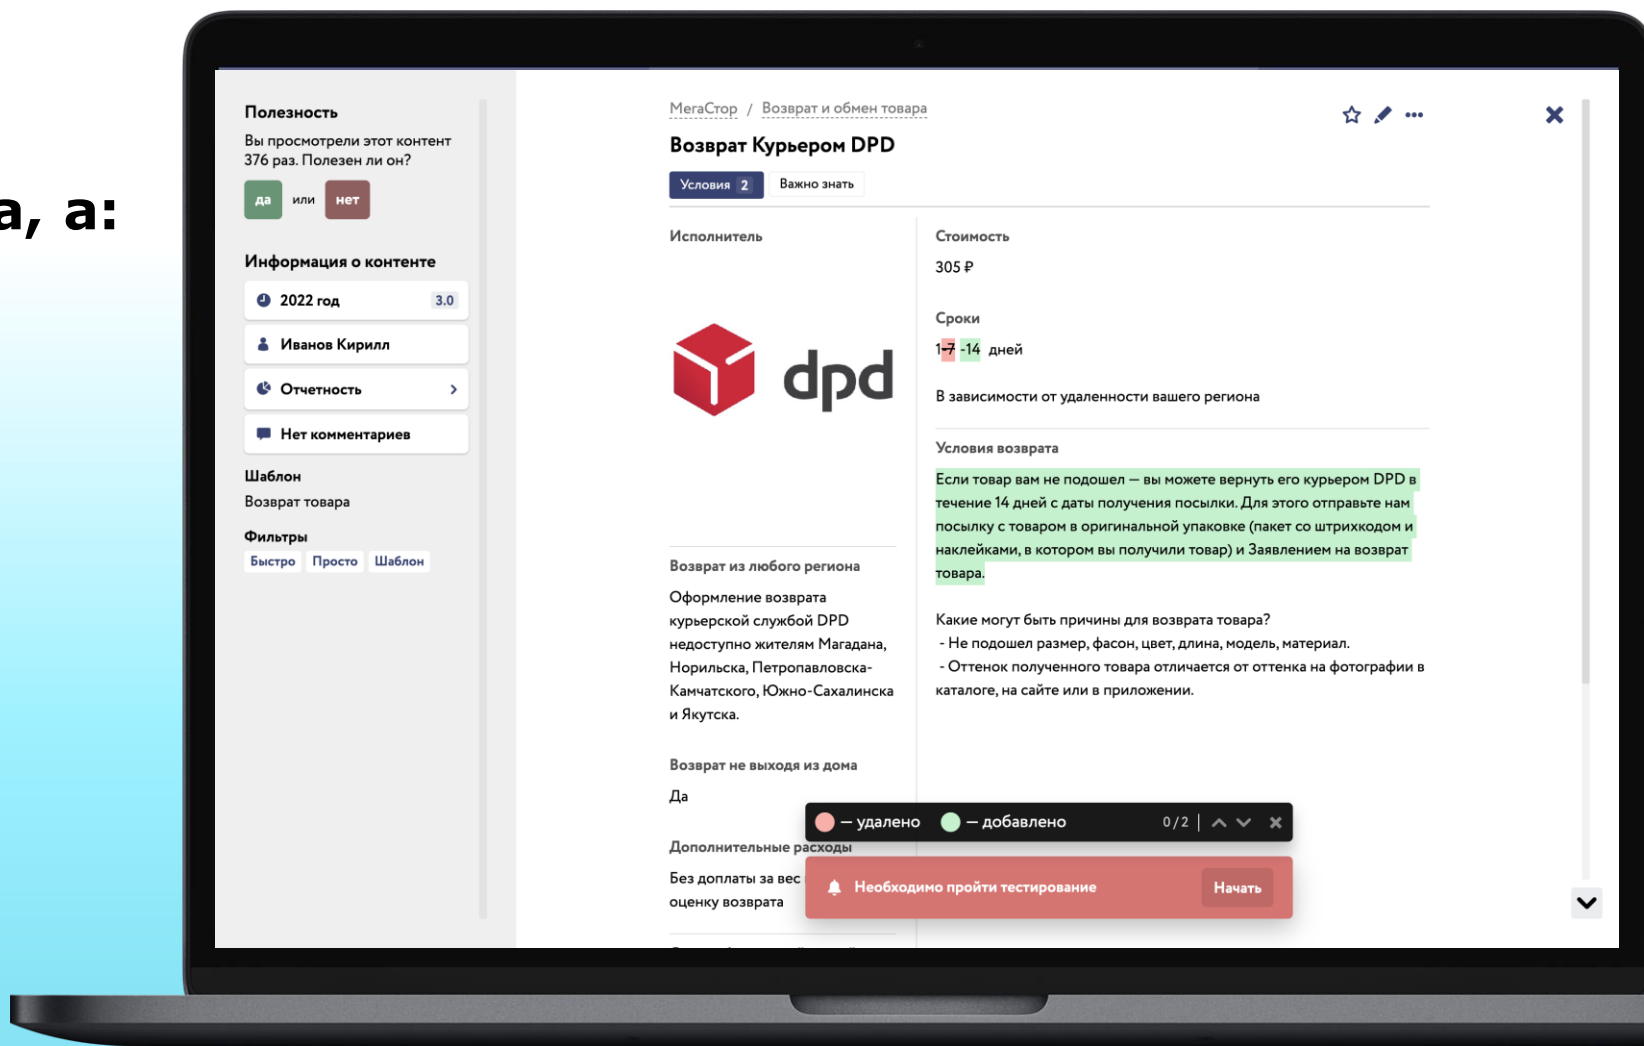 а, а:
Полезность
Вы просмотрели этот контент
376 раз. Полезен ли он?
да или нет
Информация о контенте
2022 год 3.0
Иванов Кирилл
Отчетность
Нет комментариев
Шаблон
Возврат товара
Фильтры
Быстро Просто Шаблон
МегаСтор / Возврат и обмен товара
Возврат Курьером DPD
Условия 2 Важно знать
Исполнитель
dpd
Возврат из любого региона
Оформление возврата
курьерской службой DPD
недоступно жителям Магадана,
Норильска, Петропавловска-
Камчатского, Южно-Сахалинска
и Якутска.
Возврат не выходя из дома
Да
Дополнительные расходы
Без доплаты за вес
оценку возврата
Стоимость
305 ₽
Сроки
1-7 -14 дней
В зависимости от удаленности вашего региона
Условия возврата
Если товар вам не подошел — вы можете вернуть его курьером DPD в
течение 14 дней с даты получения посылки. Для этого отправьте нам
посылку с товаром в оригинальной упаковке (пакет со штрихкодом и
наклейками, в котором вы получили товар) и Заявлением на возврат
товара.
Какие могут быть причины для возврата товара?
- Не подошел размер, фасон, цвет, длина, модель, материал.
- Оттенок полученного товара отличается от оттенка на фотографии в
каталоге, на сайте или в приложении.
— удалено — добавлено 0/2
Необходимо пройти тестирование Начать